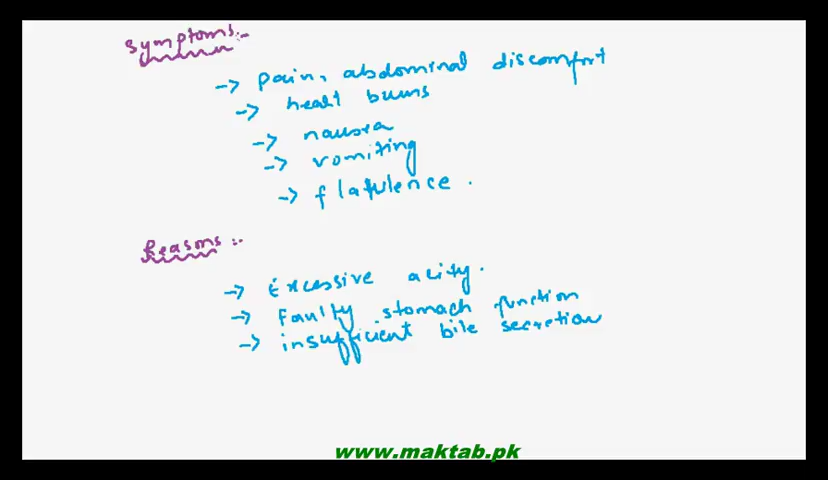 Symptoms:-
-> pain, abdominal discomfort
-> heart burns
-> nausea
-> vomiting
-> flatulence.
Reasons:-
-> Excessive acity.
-> Faulty stomach function
-> insufficient bile secretion
www.maktab.pk